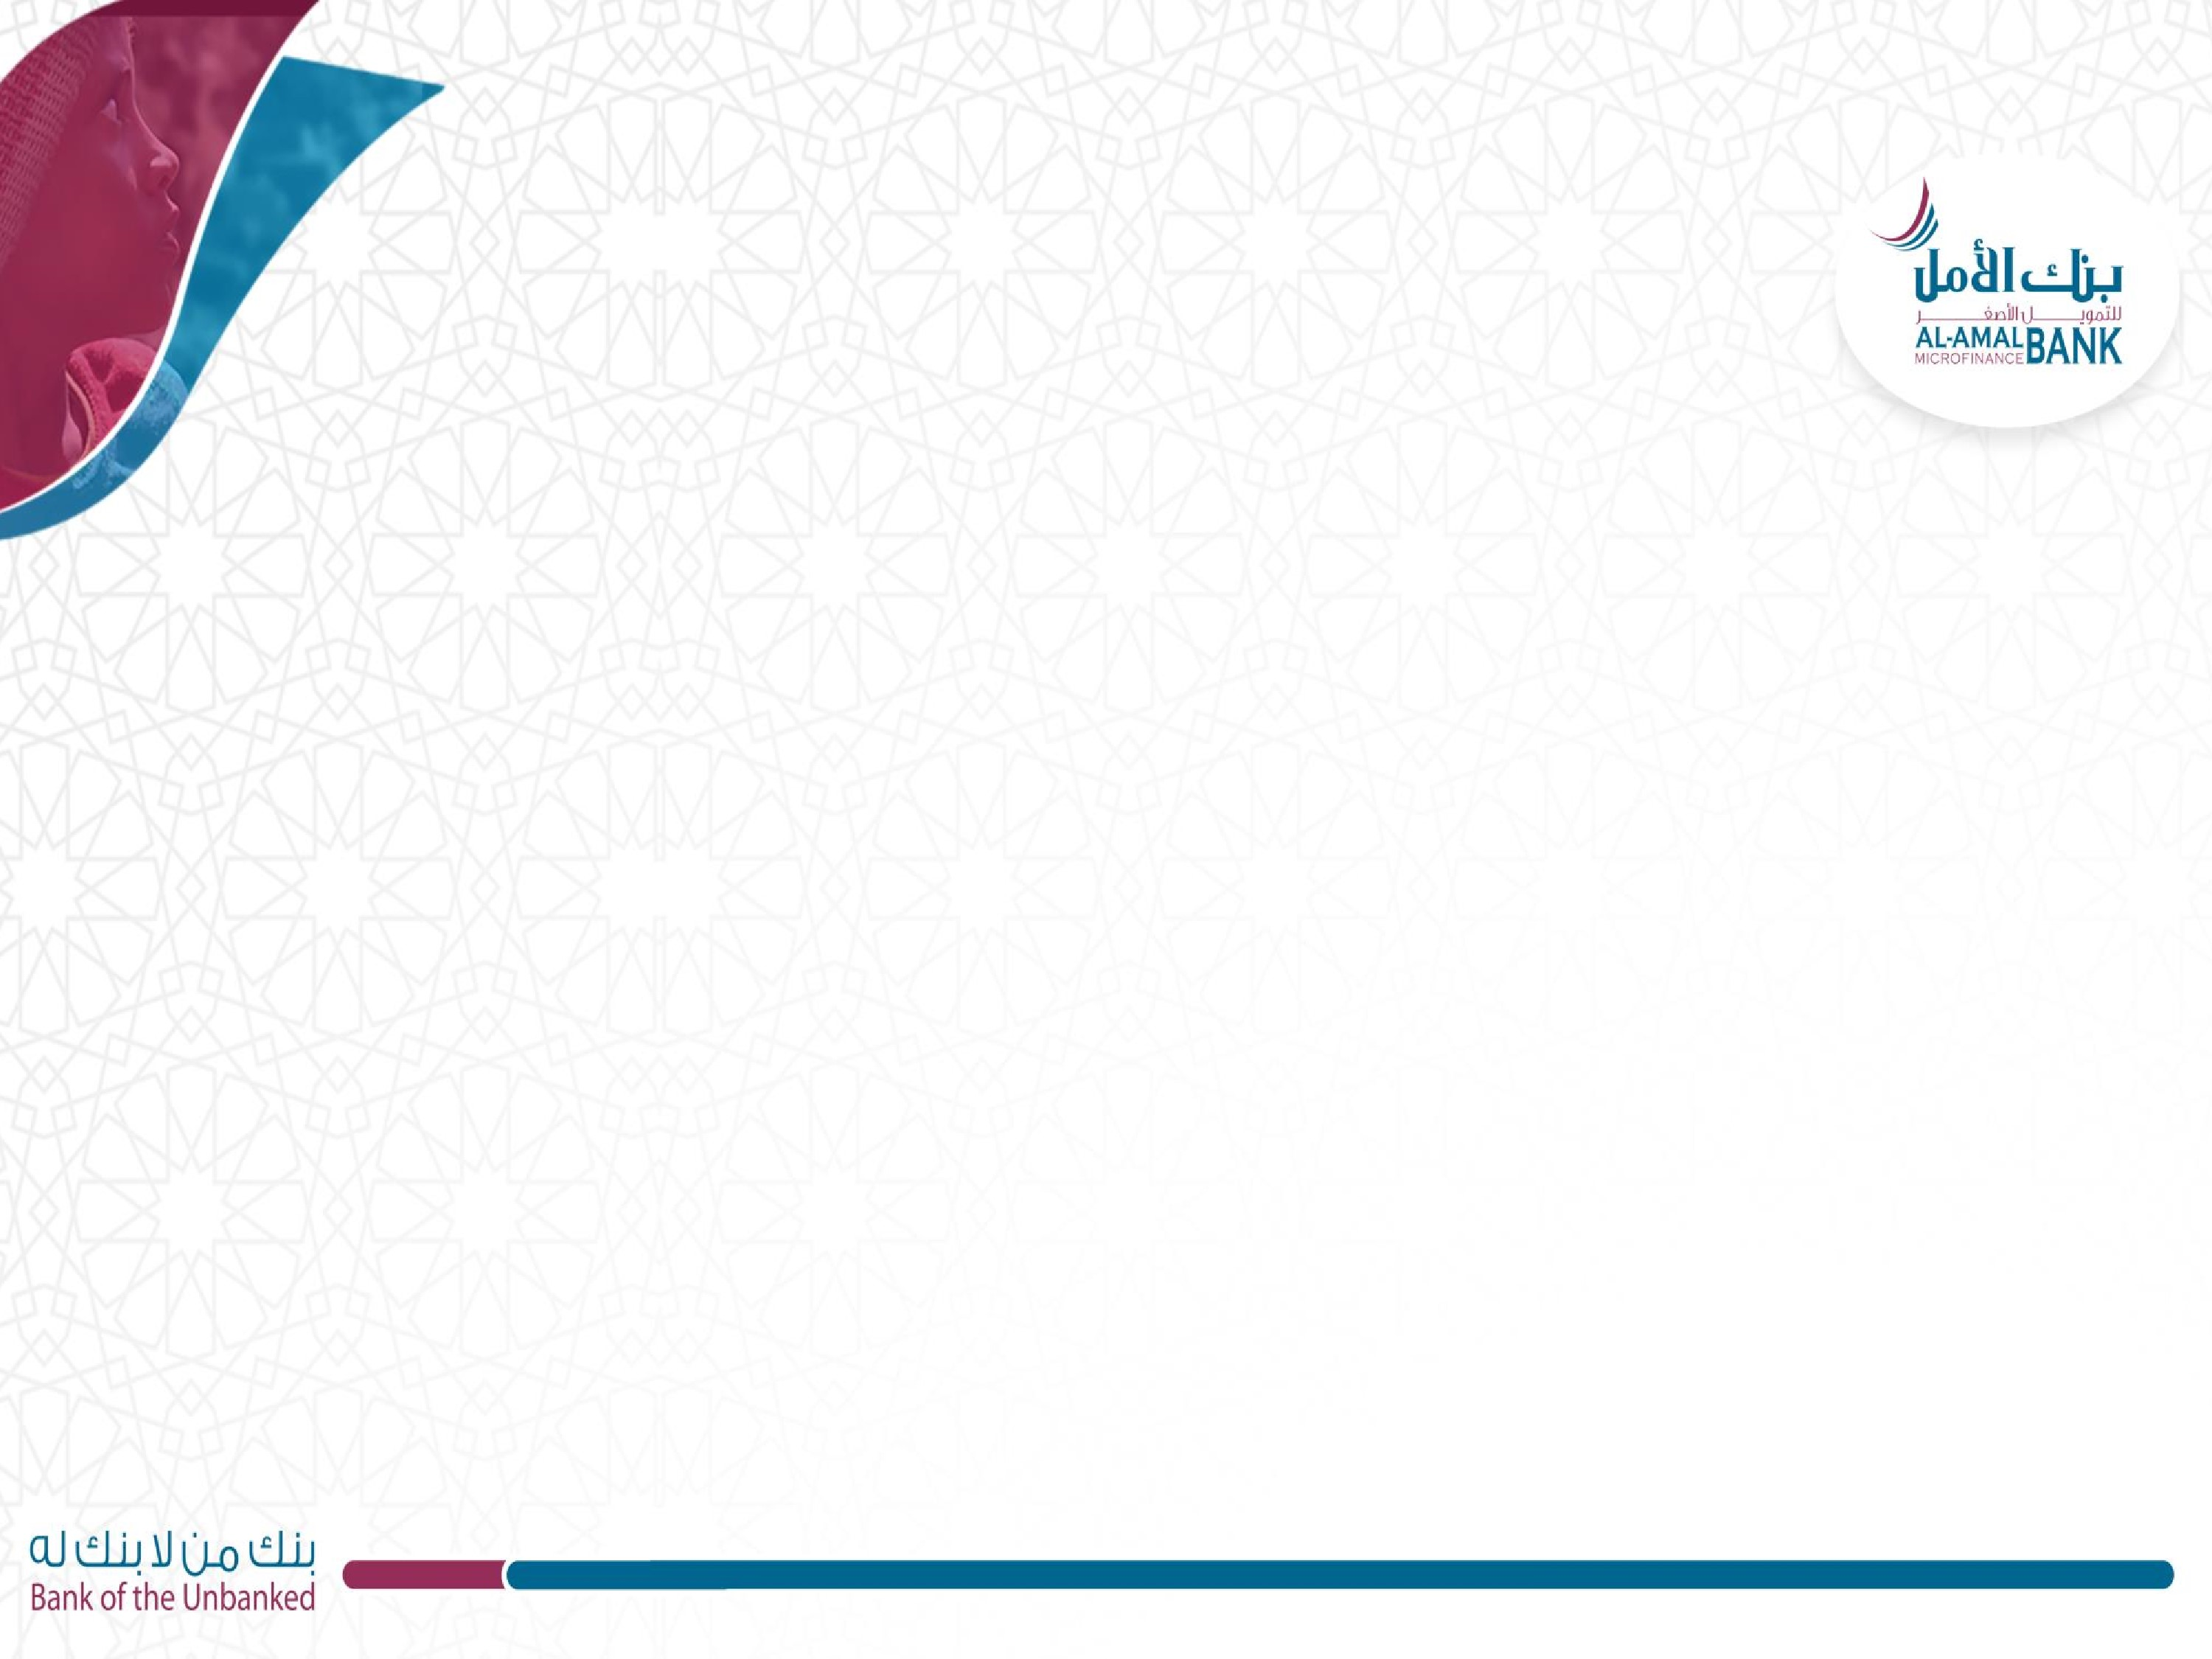 بنك الأمل
للتمويل الأصغر
AL-AMAL BANK
MICROFINANCE
بنك من لا بنك له
Bank of the Unbanked